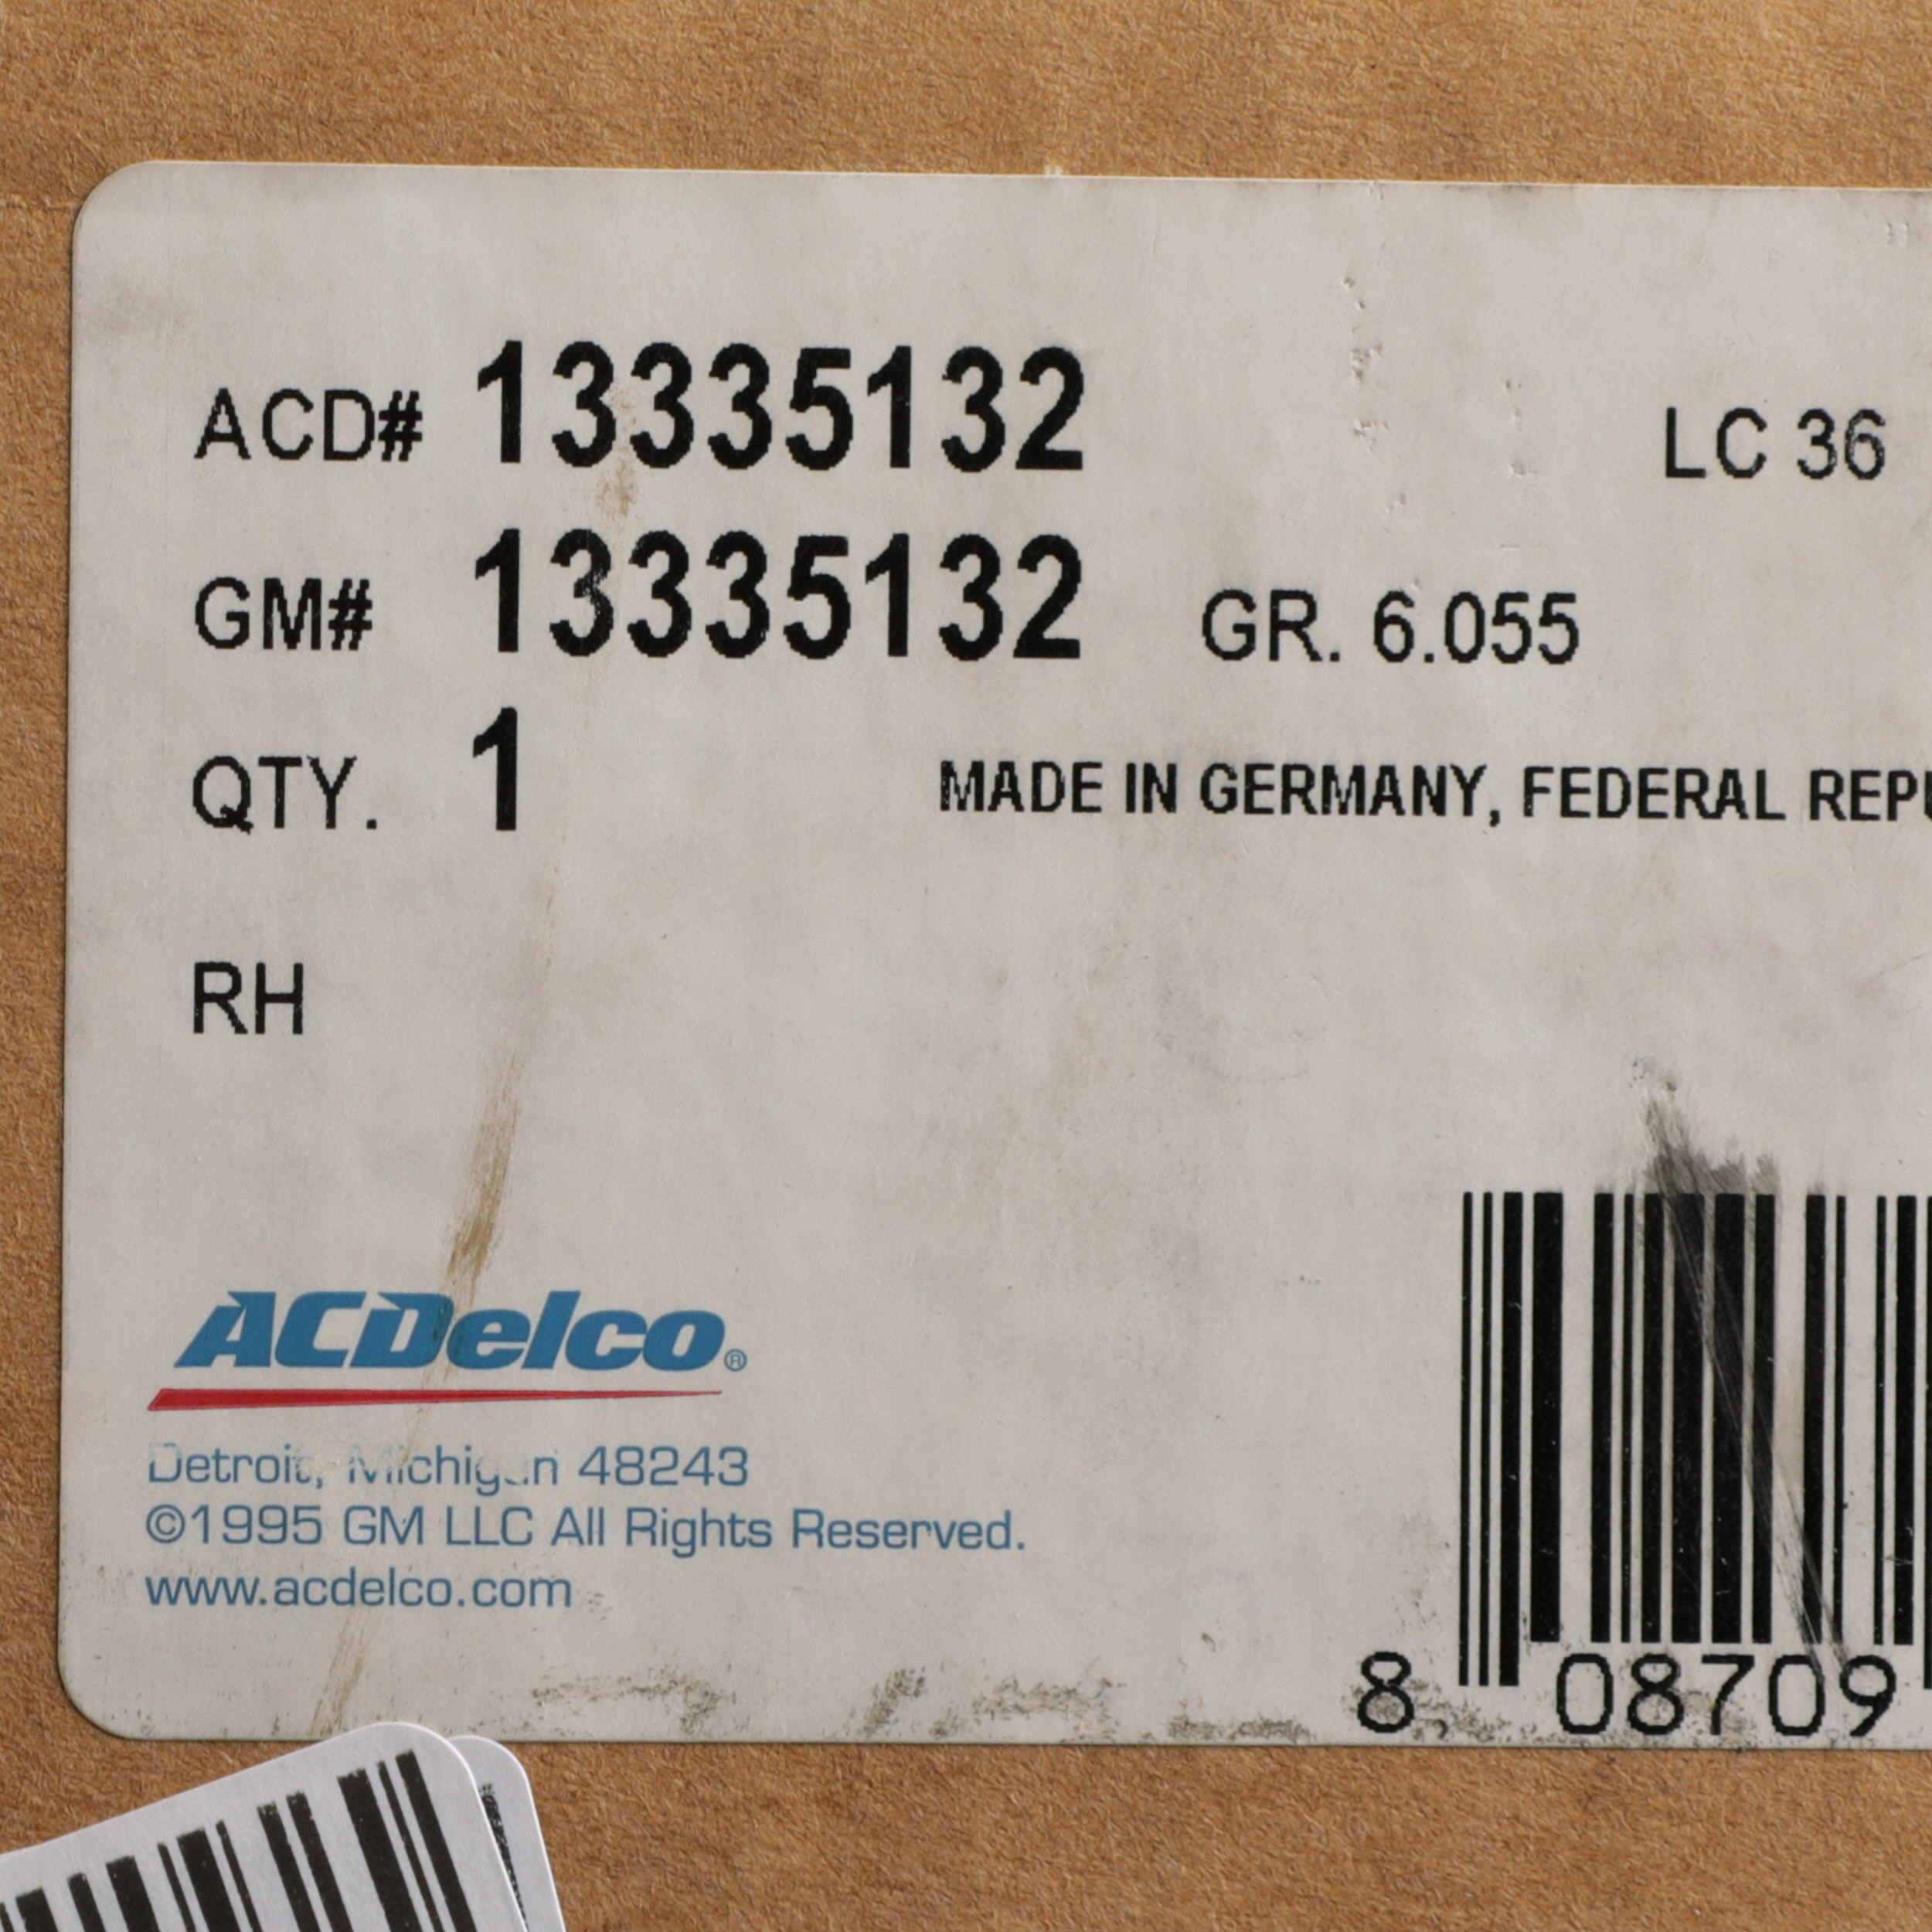 ACD# 13335132 LC 36
GM# 13335132 GR. 6.055
QTY. 1 MADE IN GERMANY, FEDERAL REPU
RH
ACDelco®
Detroit, Michigan 48243
©1995 GM LLC All Rights Reserved.
www.acdelco.com
8 08709